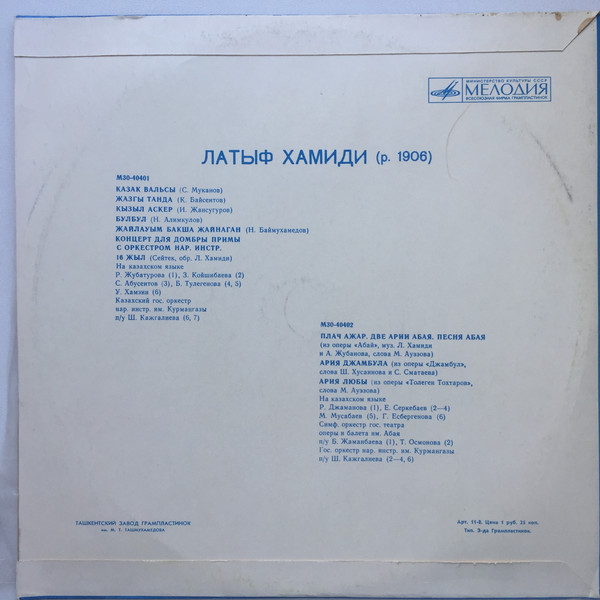 МИНИСТЕРСТВО КУЛЬТУРЫ СССР
МЕЛОДИЯ
ВСЕСОЮЗНАЯ ФИРМА ГРАМПЛАСТИНОК
ЛАТЫФ ХАМИДИ (р. 1906)
М30-40401
КАЗАК ВАЛЬСЫ (С. Муканов)
ЖАЗГЫ ТАНДА (К. Байсеитов)
КЫЗЫЛ АСКЕР (И. Жансугуров)
БУЛБУЛ (Н. Алимкулов)
ЖАЙЛАУЫМ БАКША ЖАЙНАГАН (Н. Баймухамедов)
КОНЦЕРТ ДЛЯ ДОМБРЫ ПРИМЫ
С ОРКЕСТРОМ НАР. ИНСТР.
16 ЖЫЛ (Сейтек, обр. Л. Хамиди)
На казахском языке
Р. Жубатурова (1), З. Койшибаева (2)
С. Абусеитов (3), Б. Тулегенова (4, 5)
У. Хамзин (6)
Казахский гос. оркестр
нар. инстр. им. Курмангазы
п/у Ш. Кажгалиева (6, 7)
М30-40402
ПЛАЧ АЖАР. ДВЕ АРИИ АБАЯ. ПЕСНЯ АБАЯ
(из оперы «Абай», муз. Л. Хамиди
и А. Жубанова, слова М. Ауэзова)
АРИЯ ДЖАМБУЛА (из оперы «Джамбул»,
слова Ш. Хусаинова и С. Сматаева)
АРИЯ ЛЮБЫ (из оперы «Толеген Тохтаров»,
слова М. Ауэзова)
На казахском языке
Р. Джаманова (1), Е. Серкебаев (2—4)
М. Мусабаев (5), Г. Есбергенова (6)
Симф. оркестр гос. театра
оперы и балета им. Абая
п/у Б. Жаманбаева (1), Т. Осмонова (2)
Гос. оркестр нар. инстр. им. Курмангазы
п/у Ш. Кажгалиева (2—4, 6)
ТАШКЕНТСКИЙ ЗАВОД ГРАМПЛАСТИНОК
им. М. Т. ТАШМУХАМЕДОВА
Арт. 11-8. Цена 1 руб. 35 коп.
Тип. З-да Грампластинок.